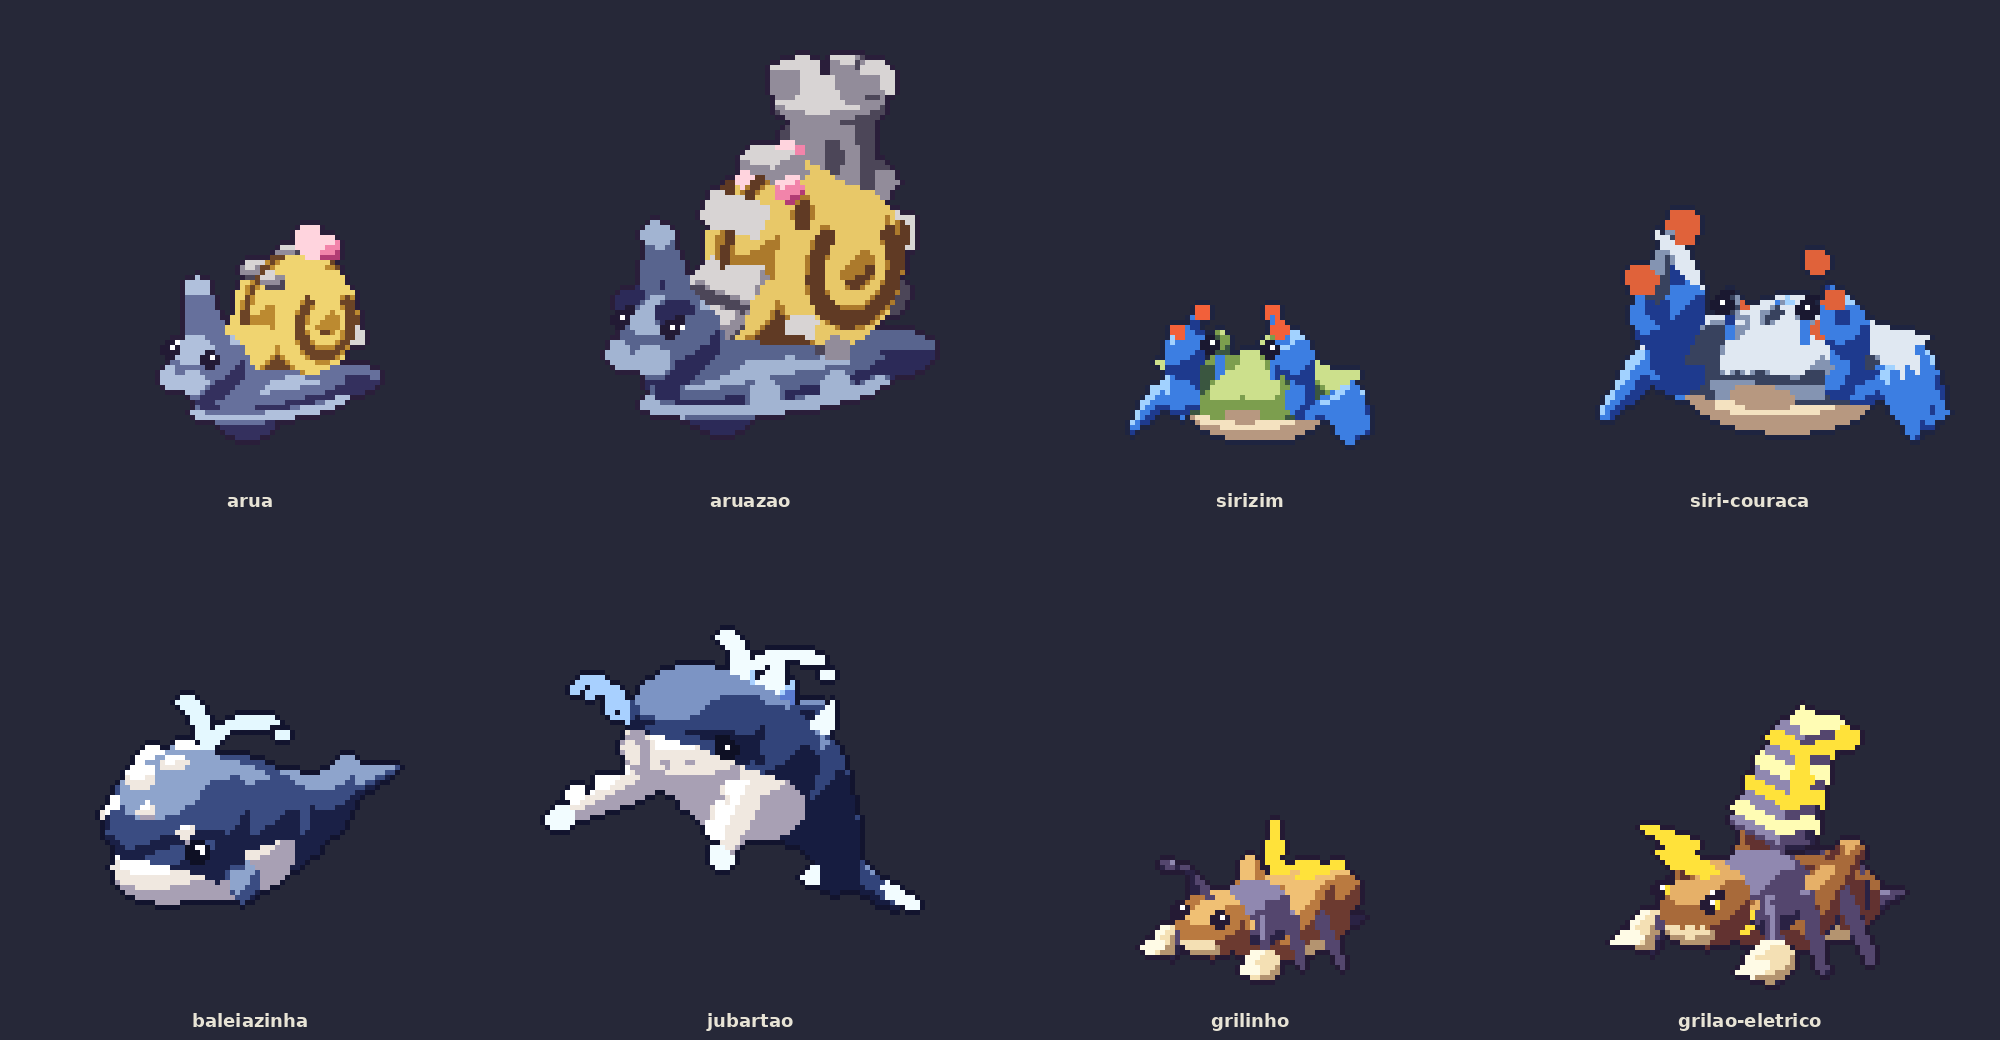 arua
aruazao
sirizim
siri-couraca
baleiazinha
jubartao
grilinho
grilao-eletrico